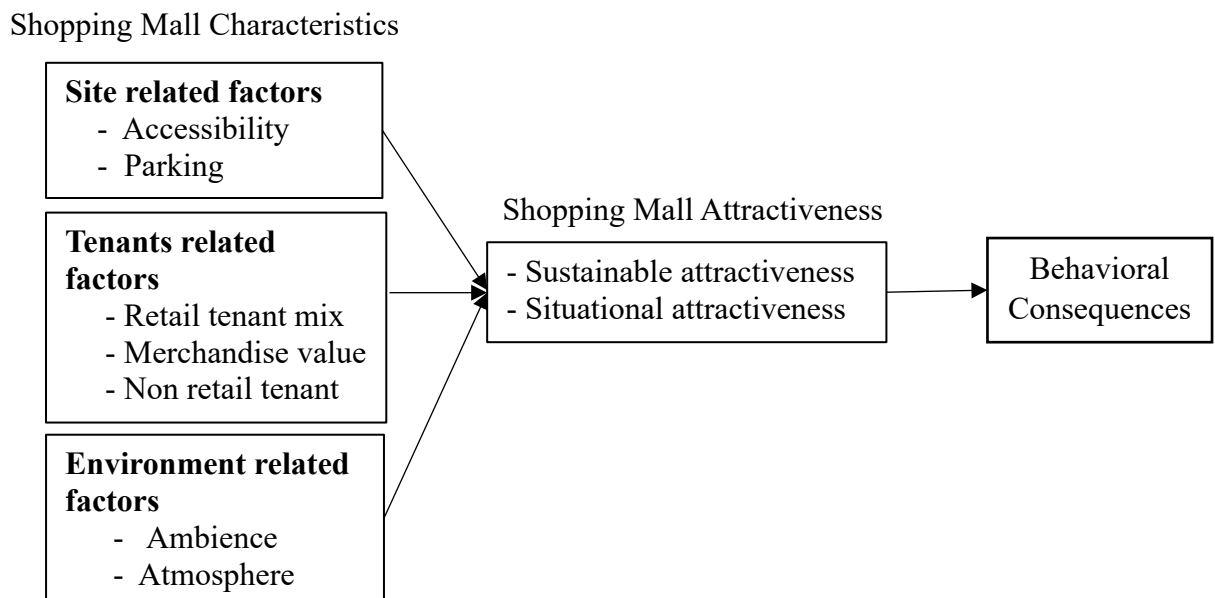 Shopping Mall Characteristics
Site related factors
- Accessibility
- Parking
Tenants related
factors
- Retail tenant mix
- Merchandise value
- Non retail tenant
Environment related
factors
- Ambience
- Atmosphere
Shopping Mall Attractiveness
- Sustainable attractiveness
- Situational attractiveness
Behavioral
Consequences